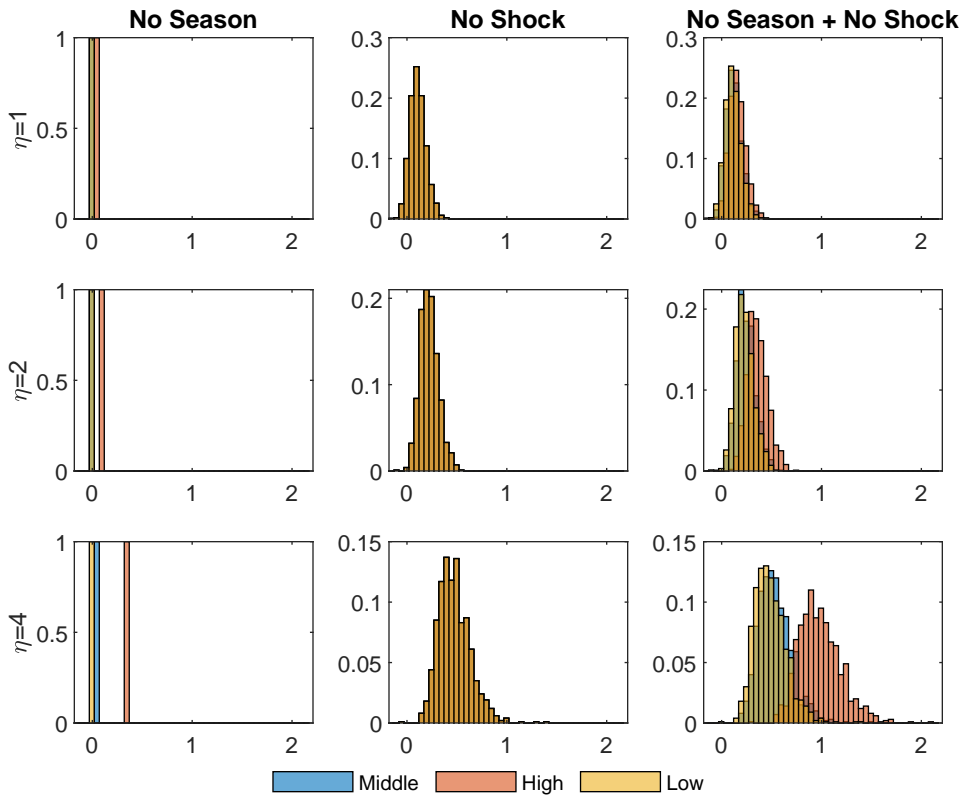 No Season No Shock No Season + No Shock
1 0.3 0.3
0.2 0.2
η=1 0.5
0.1 0.1
0 0 0
0 1 2 0 1 2 0 1 2
1 0.2 0.2
η=2 0.5 0.1 0.1
0 0 0
0 1 2 0 1 2 0 1 2
1 0.15 0.15
0.1 0.1
η=4 0.5
0.05 0.05
0 0 0
0 1 2 0 1 2 0 1 2
Middle High Low